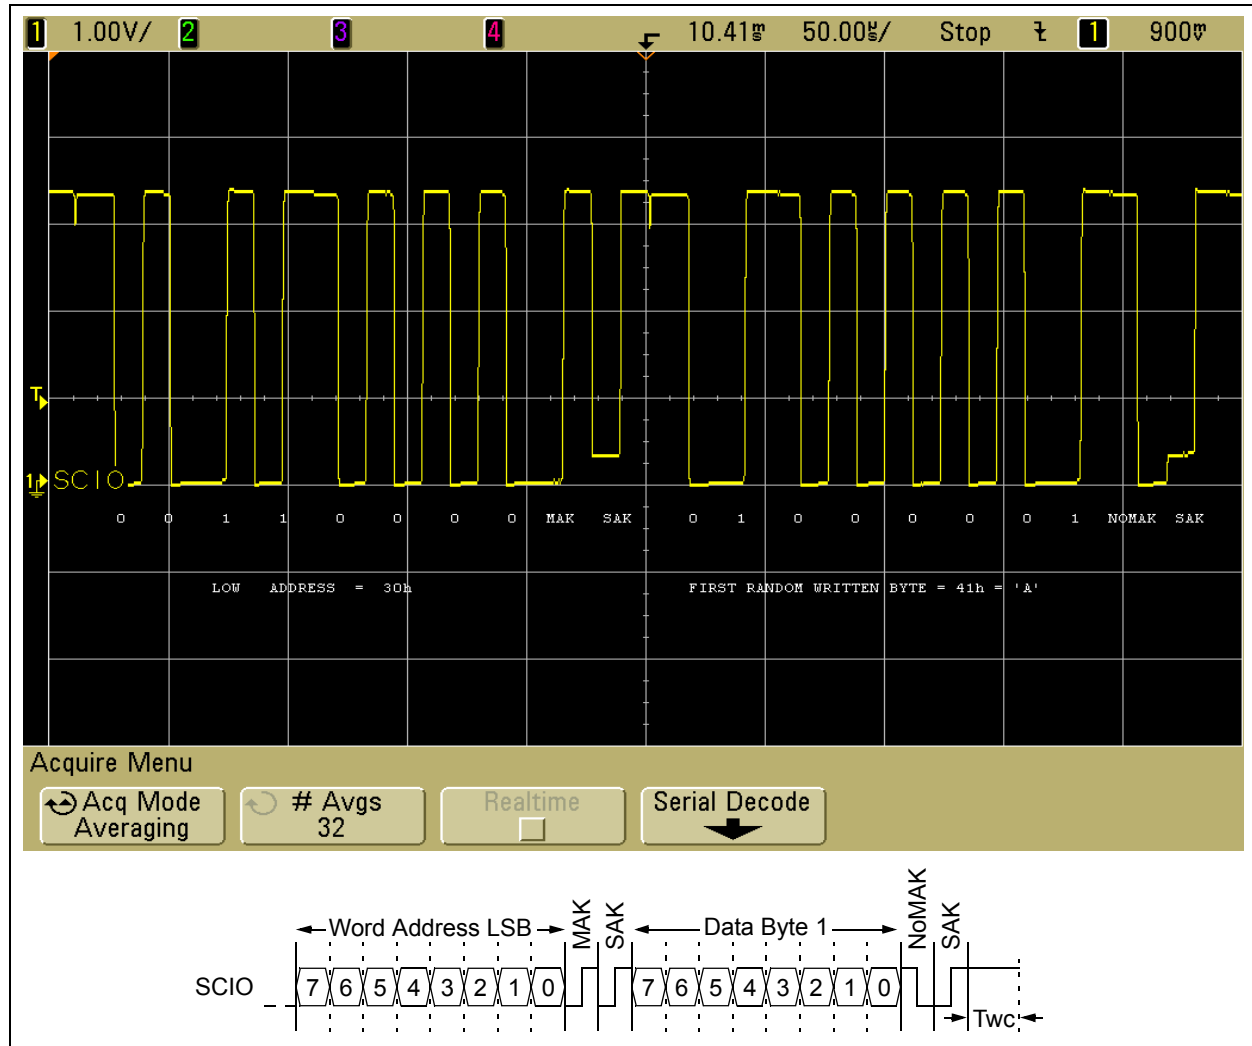 1 1.00V/ 2 3 4 10.41ms 50.00µs/ Stop 1 900mV
T
1 SCIO
0 0 1 1 0 0 0 0 MAK SAK 0 1 0 0 0 0 0 1 NOMAK SAK
LOW ADDRESS = 30h FIRST RANDOM WRITTEN BYTE = 41h = 'A'
Acquire Menu
Acq Mode # Avgs Realtime Serial Decode
Averaging 32
Word Address LSB MAK SAK Data Byte 1 NoMAK SAK
SCIO 7 6 5 4 3 2 1 0 7 6 5 4 3 2 1 0
Twc